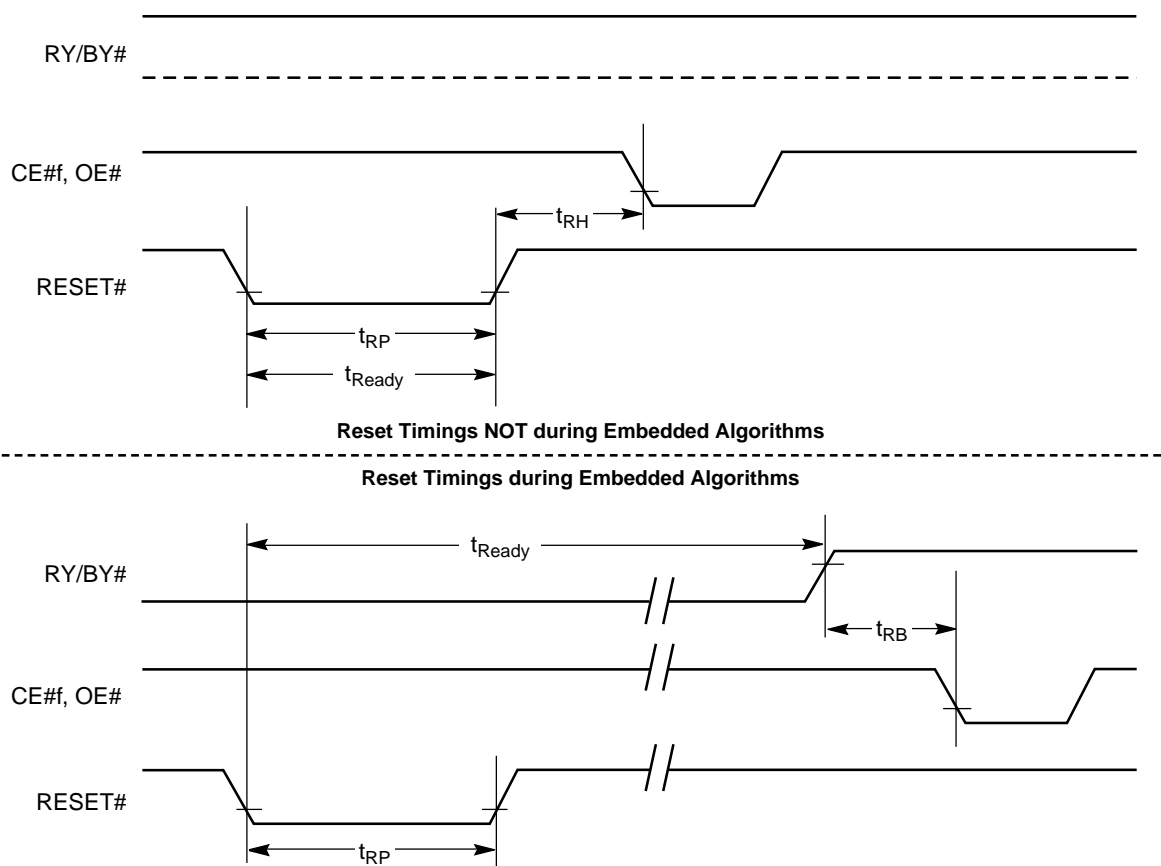 RY/BY#
CE#f, OE#
tRH
RESET#
tRP
tReady
Reset Timings NOT during Embedded Algorithms
Reset Timings during Embedded Algorithms
tReady
RY/BY#
tRB
CE#f, OE#
RESET#
tRP